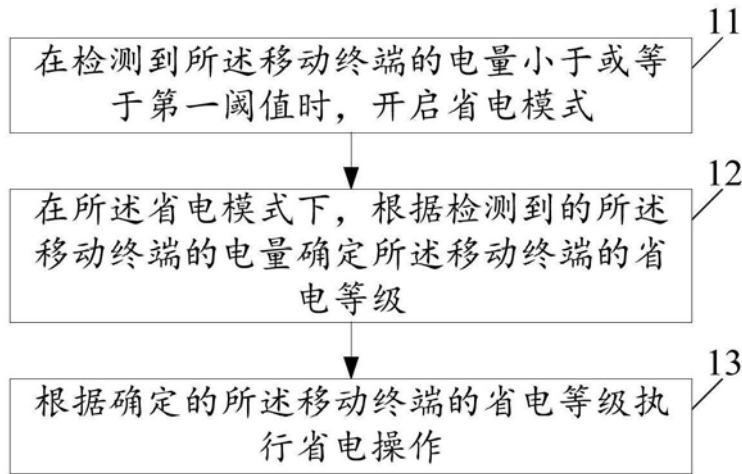 11
在检测到所述移动终端的电量小于或等
于第一阈值时，开启省电模式
12
在所述省电模式下，根据检测到的所述
移动终端的电量确定所述移动终端的省
电等级
13
根据确定的所述移动终端的省电等级执
行省电操作